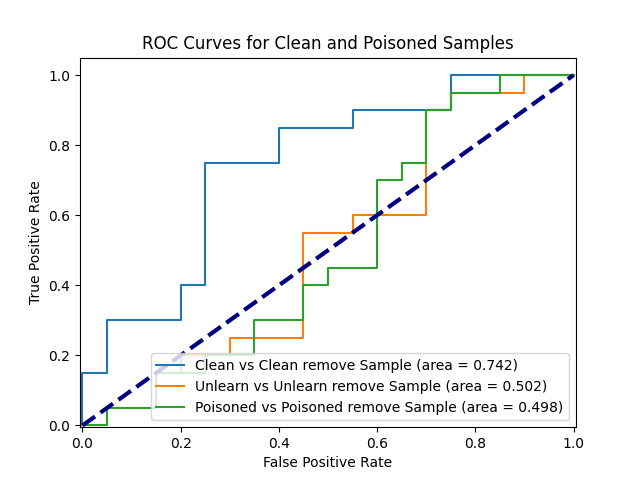 ROC Curves for Clean and Poisoned Samples
True Positive Rate
1.0
0.8
0.6
0.4
0.2
0.0
Clean vs Clean remove Sample (area = 0.742)
Unlearn vs Unlearn remove Sample (area = 0.502)
Poisoned vs Poisoned remove Sample (area = 0.498)
0.0 0.2 0.4 0.6 0.8 1.0
False Positive Rate